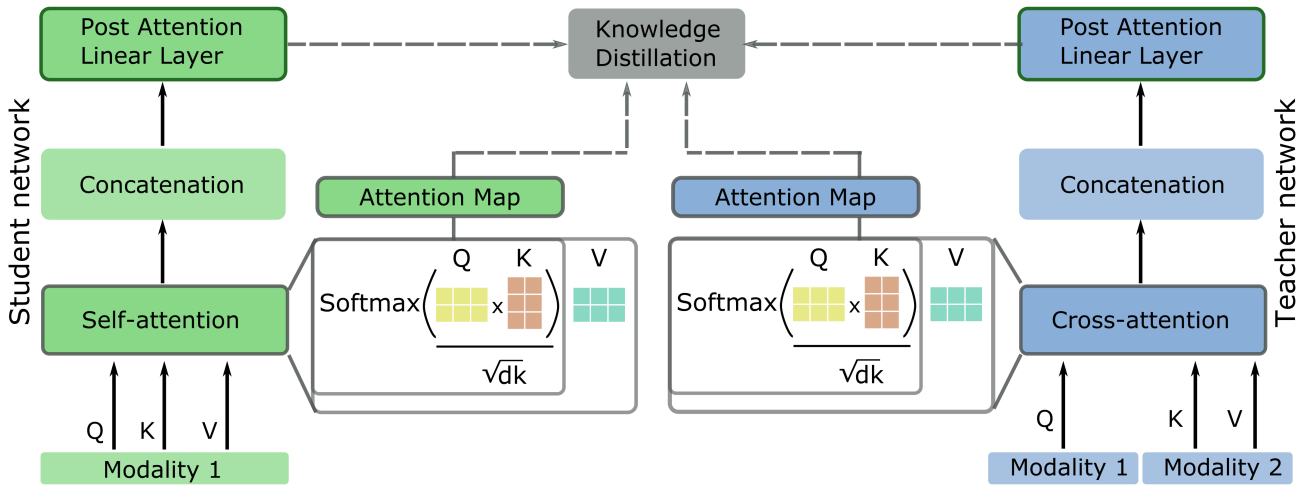 Post Attention
Linear Layer
Knowledge
Distillation
Post Attention
Linear Layer
Student network
Teacher network
Concatenation
Attention Map
Attention Map
Concatenation
Q K V
Softmax( x )
√dk
Q K V
Softmax( x )
√dk
Self-attention
Cross-attention
Q K V
Q K V
Modality 1
Modality 1
Modality 2